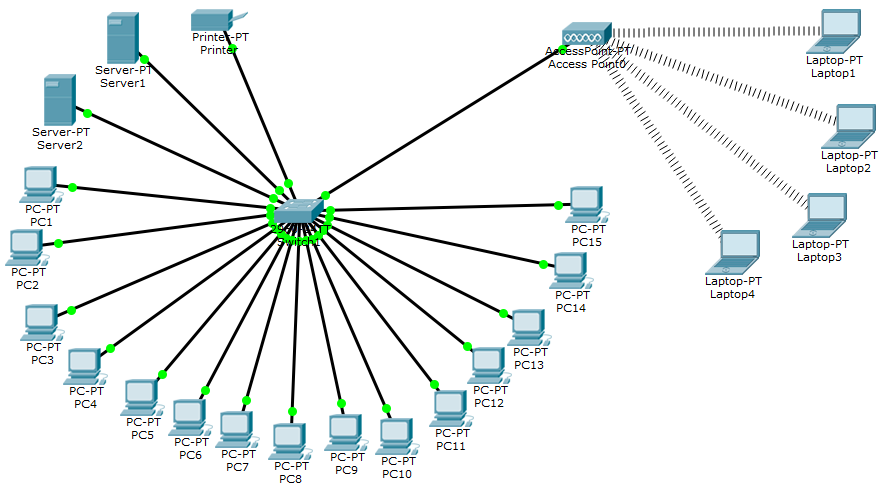 Printer-PT
Printer
AccessPoint-PT
Access Point0
Laptop-PT
Laptop1
Server-PT
Server1
Server-PT
Server2
Laptop-PT
Laptop2
PC-PT
PC1
PC-PT
PC15
Switch1
Laptop-PT
Laptop3
PC-PT
PC2
Laptop-PT
Laptop4
PC-PT
PC14
PC-PT
PC3
PC-PT
PC13
PC-PT
PC4
PC-PT
PC12
PC-PT
PC5
PC-PT
PC6
PC-PT
PC11
PC-PT
PC7
PC-PT
PC8
PC-PT
PC9
PC-PT
PC10